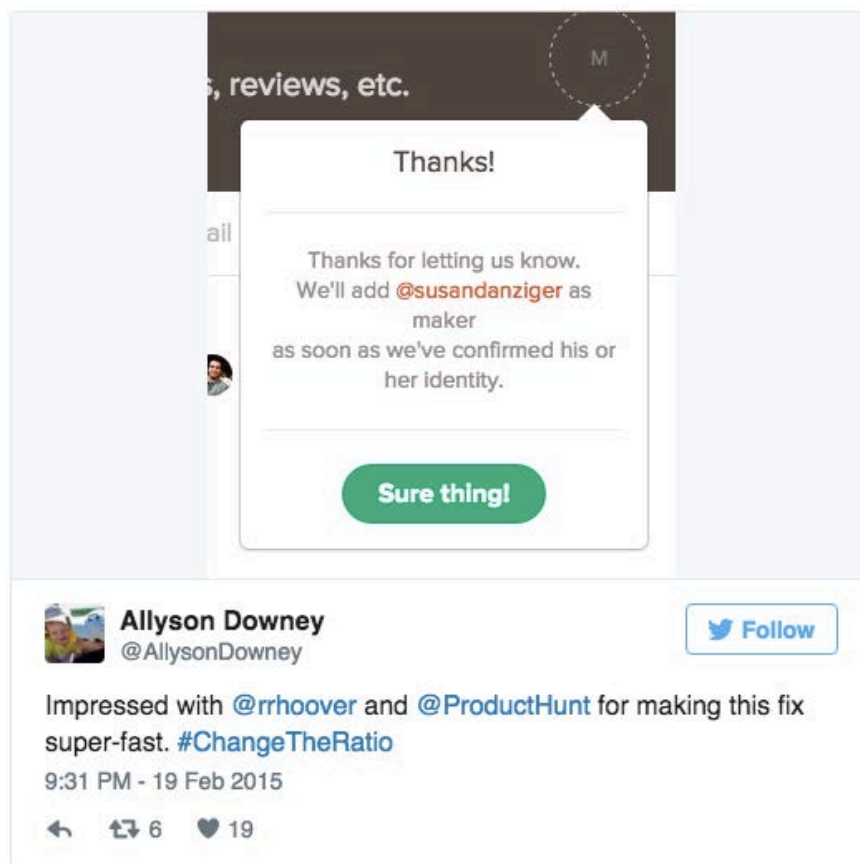 M
s, reviews, etc.
Thanks!
ail
Thanks for letting us know.
We'll add @susandanziger as
maker
as soon as we've confirmed his or
her identity.
Sure thing!
Allyson Downey
@AllysonDowney
Follow
Impressed with @rrhoover and @ProductHunt for making this fix
super-fast. #ChangeTheRatio
9:31 PM - 19 Feb 2015
6 19